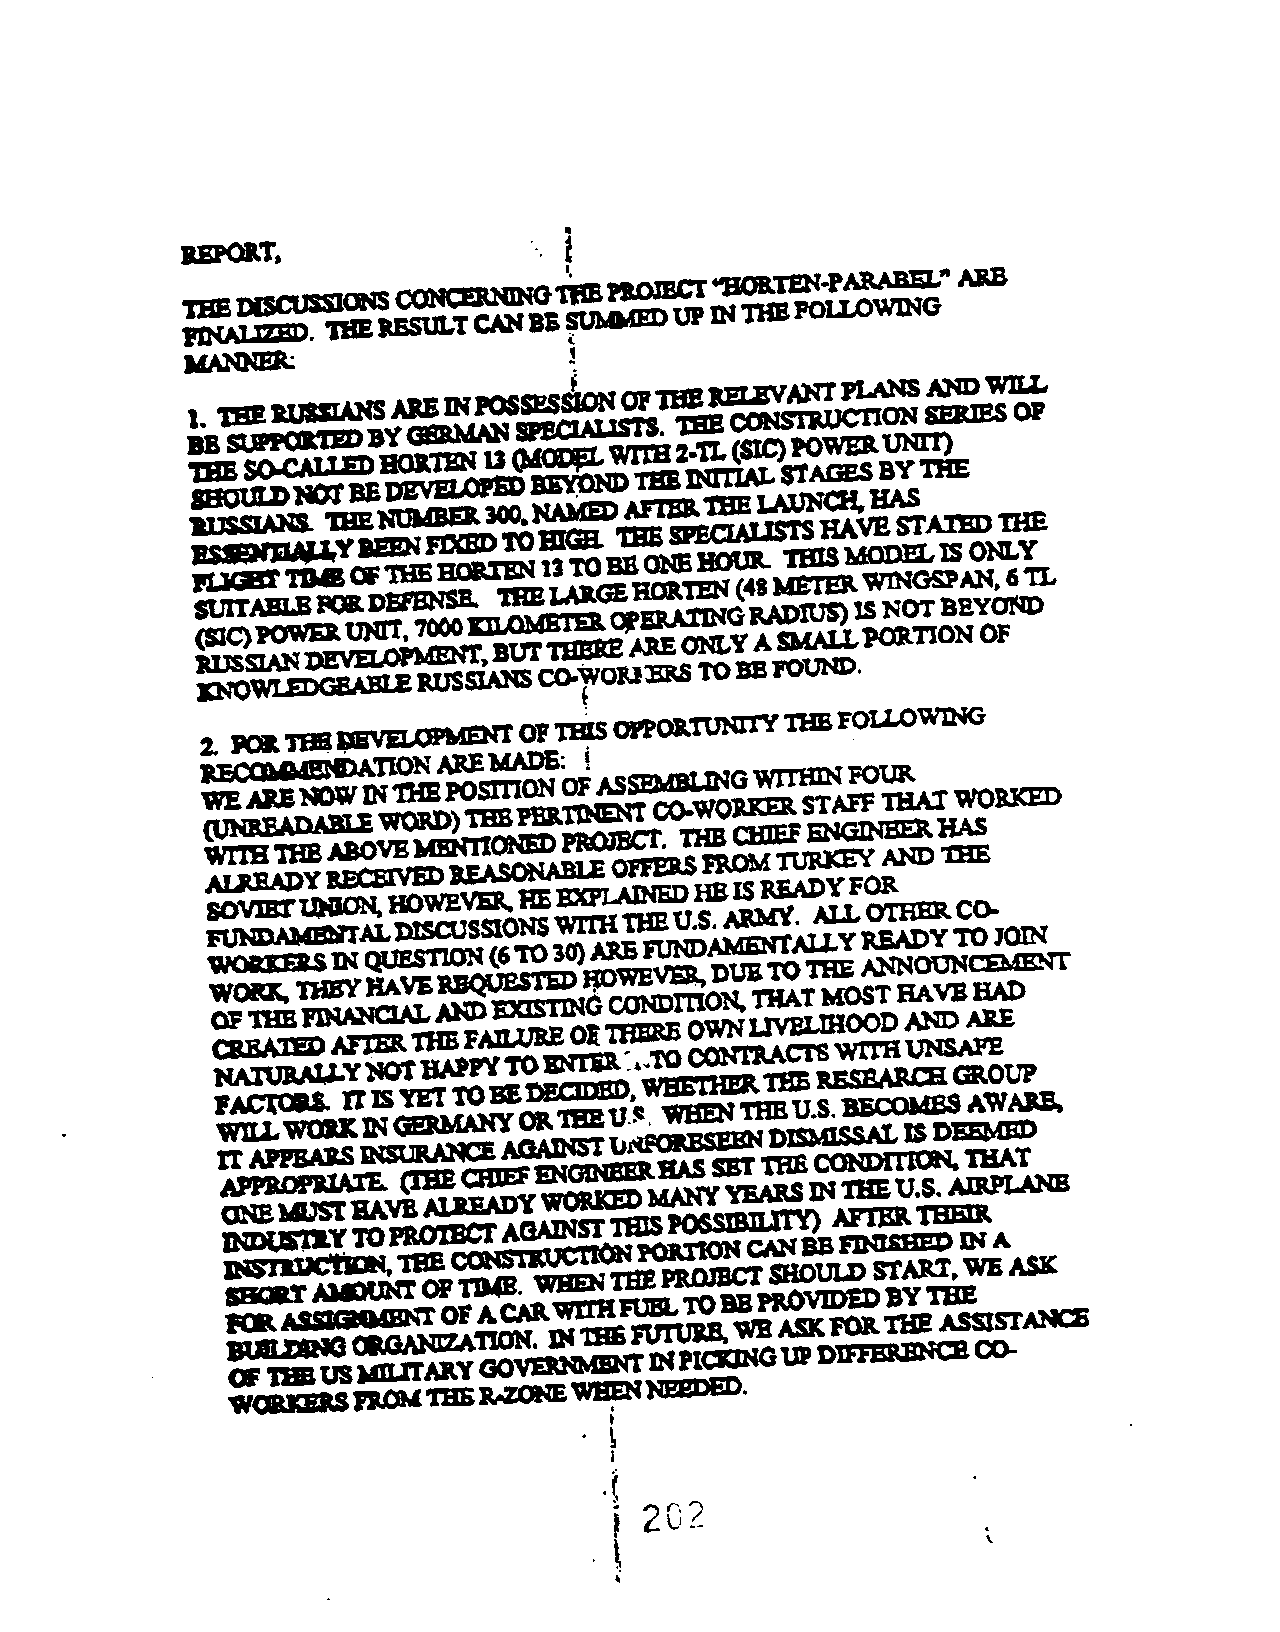 REPORT,
THE DISCUSSIONS CONCERNING THE PROJECT "HORTEN-PARABEL" ARE
FINALIZED. THE RESULT CAN BE SUMMED UP IN THE FOLLOWING
MANNER:
1. THE RUSSIANS ARE IN POSSESSION OF THE RELEVANT PLANS AND WILL
BE SUPPORTED BY GERMAN SPECIALISTS. THE CONSTRUCTION SERIES OF
THE SO-CALLED HORTEN 13 (MODEL WITH 2-TL (SIC) POWER UNIT)
SHOULD NOT BE DEVELOPED BEYOND THE INITIAL STAGES BY THE
RUSSIANS. THE NUMBER 300, NAMED AFTER THE LAUNCH, HAS
ESSENTIALLY BEEN FIXED TO HIGH. THE SPECIALISTS HAVE STATED THE
FLIGHT TIME OF THE HORTEN 13 TO BE ONE HOUR. THIS MODEL IS ONLY
SUITABLE FOR DEFENSE. THE LARGE HORTEN (48 METER WINGSPAN, 6 TL
(SIC) POWER UNIT, 7000 KILOMETER OPERATING RADIUS) IS NOT BEYOND
RUSSIAN DEVELOPMENT, BUT THERE ARE ONLY A SMALL PORTION OF
KNOWLEDGEABLE RUSSIANS CO-WORKERS TO BE FOUND.
2. FOR THE DEVELOPMENT OF THIS OPPORTUNITY THE FOLLOWING
RECOMMENDATION ARE MADE:
WE ARE NOW IN THE POSITION OF ASSEMBLING WITHIN FOUR
(UNREADABLE WORD) THE PERTINENT CO-WORKER STAFF THAT WORKED
WITH THE ABOVE MENTIONED PROJECT. THE CHIEF ENGINEER HAS
ALREADY RECEIVED REASONABLE OFFERS FROM TURKEY AND THE
SOVIET UNION, HOWEVER, HE EXPLAINED HE IS READY FOR
FUNDAMENTAL DISCUSSIONS WITH THE U.S. ARMY. ALL OTHER CO-
WORKERS IN QUESTION (6 TO 30) ARE FUNDAMENTALLY READY TO JOIN
WORK, THEY HAVE REQUESTED HOWEVER, DUE TO THE ANNOUNCEMENT
OF THE FINANCIAL AND EXISTING CONDITION, THAT MOST HAVE HAD
CREATED AFTER THE FAILURE OF THERE OWN LIVELIHOOD AND ARE
NATURALLY NOT HAPPY TO ENTER INTO CONTRACTS WITH UNSAFE
FACTORS. IT IS YET TO BE DECIDED, WHETHER THE RESEARCH GROUP
WILL WORK IN GERMANY OR THE U.S. WHEN THE U.S. BECOMES AWARE,
IT APPEARS INSURANCE AGAINST UNFORESEEN DISMISSAL IS DEEMED
APPROPRIATE. (THE CHIEF ENGINEER HAS SET THE CONDITION, THAT
ONE MUST HAVE ALREADY WORKED MANY YEARS IN THE U.S. AIRPLANE
INDUSTRY TO PROTECT AGAINST THIS POSSIBILITY) AFTER THEIR
INSTRUCTION, THE CONSTRUCTION PORTION CAN BE FINISHED IN A
SHORT AMOUNT OF TIME. WHEN THE PROJECT SHOULD START, WE ASK
FOR ASSIGNMENT OF A CAR WITH FUEL TO BE PROVIDED BY THE
BUILDING ORGANIZATION. IN THE FUTURE, WE ASK FOR THE ASSISTANCE
OF THE US MILITARY GOVERNMENT IN PICKING UP DIFFERENCE CO-
WORKERS FROM THE R-ZONE WHEN NEEDED.
202